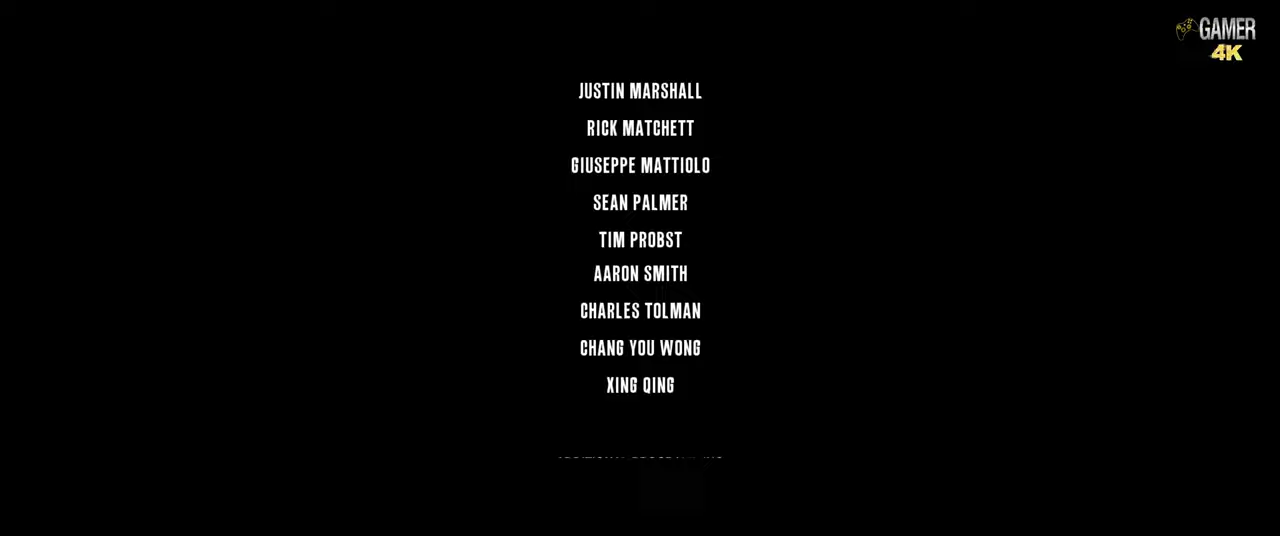 GAMER
4K
JUSTIN MARSHALL
RICK MATCHETT
GIUSEPPE MATTIOLO
SEAN PALMER
TIM PROBST
AARON SMITH
CHARLES TOLMAN
CHANG YOU WONG
XING QING